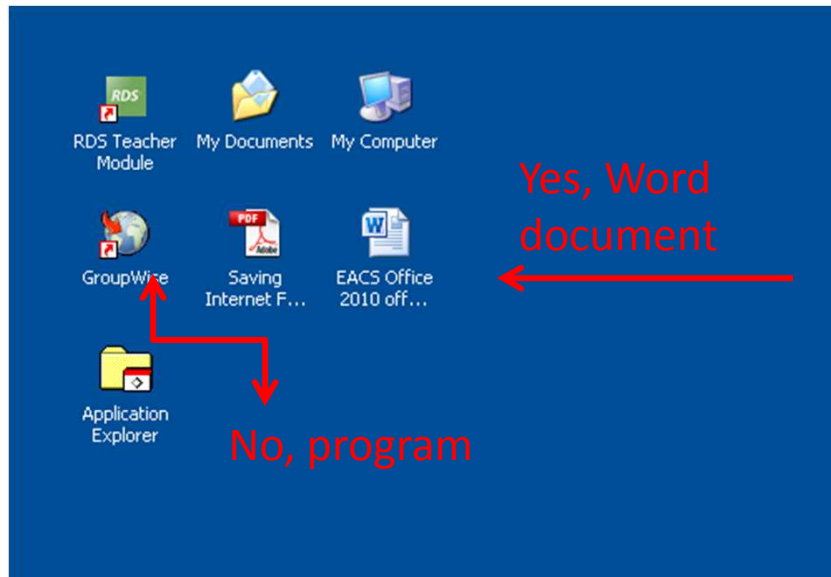 RDS
RDS Teacher
Module
My Documents
My Computer
Yes, Word
document
GroupWise
PDF
Adobe
Saving
Internet F...
W
EACS Office
2010 off...
Application
Explorer
No, program